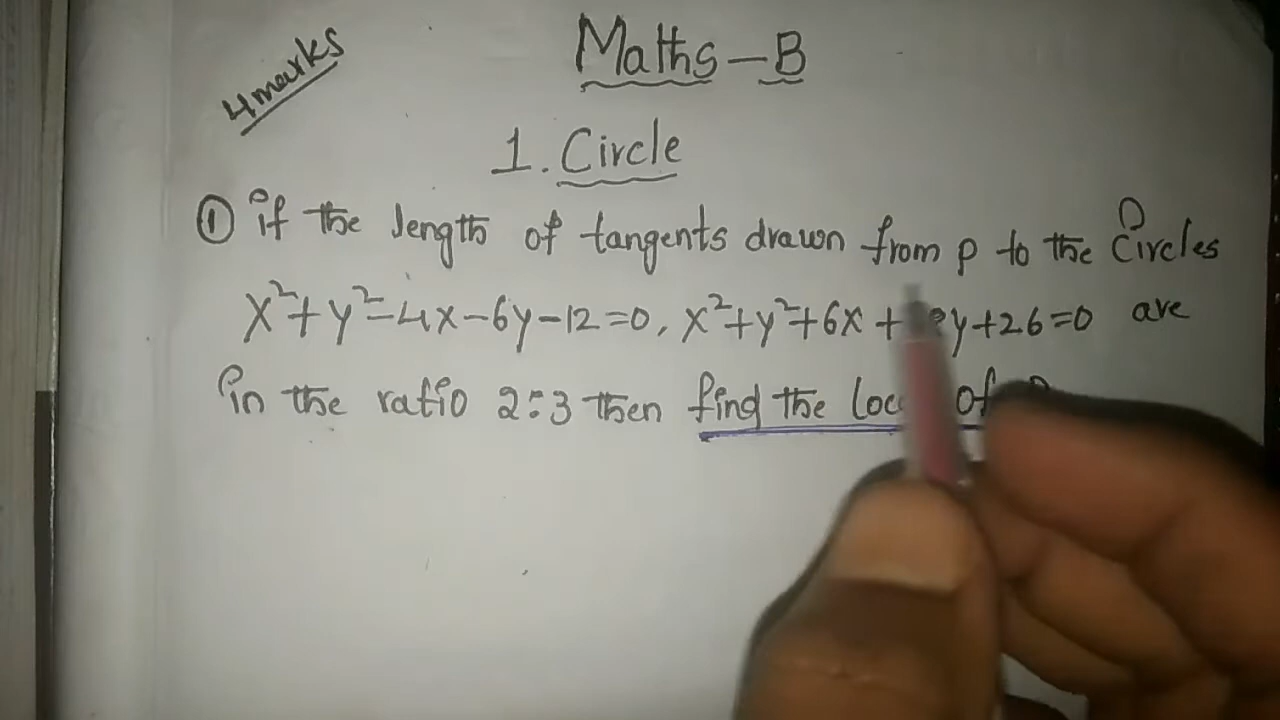 4marks
Maths-B
1. Circle
① if the length of tangents drawn from p to the Circles
x²+y²-4x-6y-12=0, x²+y²+6x+ y+26=0 are
in the ratio 2:3 then find the of